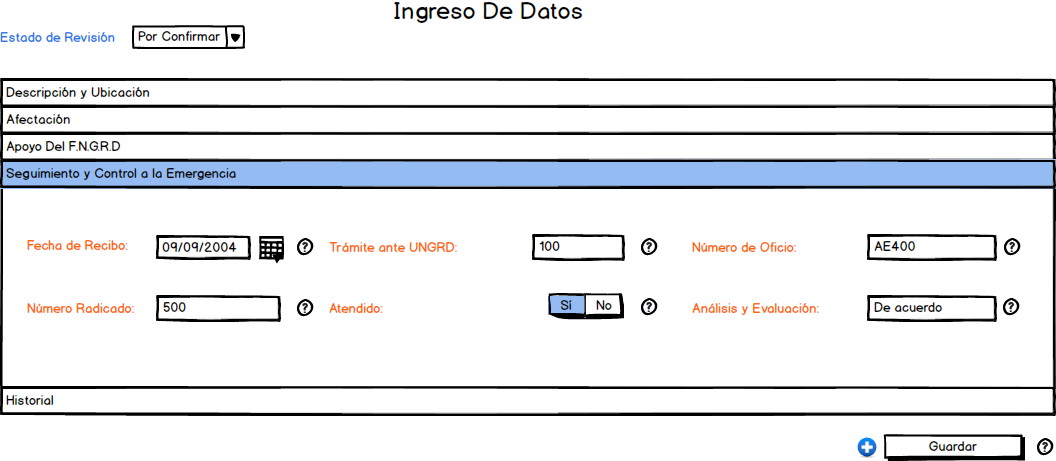 Ingreso De Datos
Estado de Revisión Por Confirmar
Descripción y Ubicación
Afectación
Apoyo Del F.N.G.R.D
Seguimiento y Control a la Emergencia
Fecha de Recibo: 09/09/2004 ? Trámite ante UNGRD: 100 ? Número de Oficio: AE400 ?
Número Radicado: 500 ? Atendido: Sí No ? Análisis y Evaluación: De acuerdo ?
Historial
Guardar ?